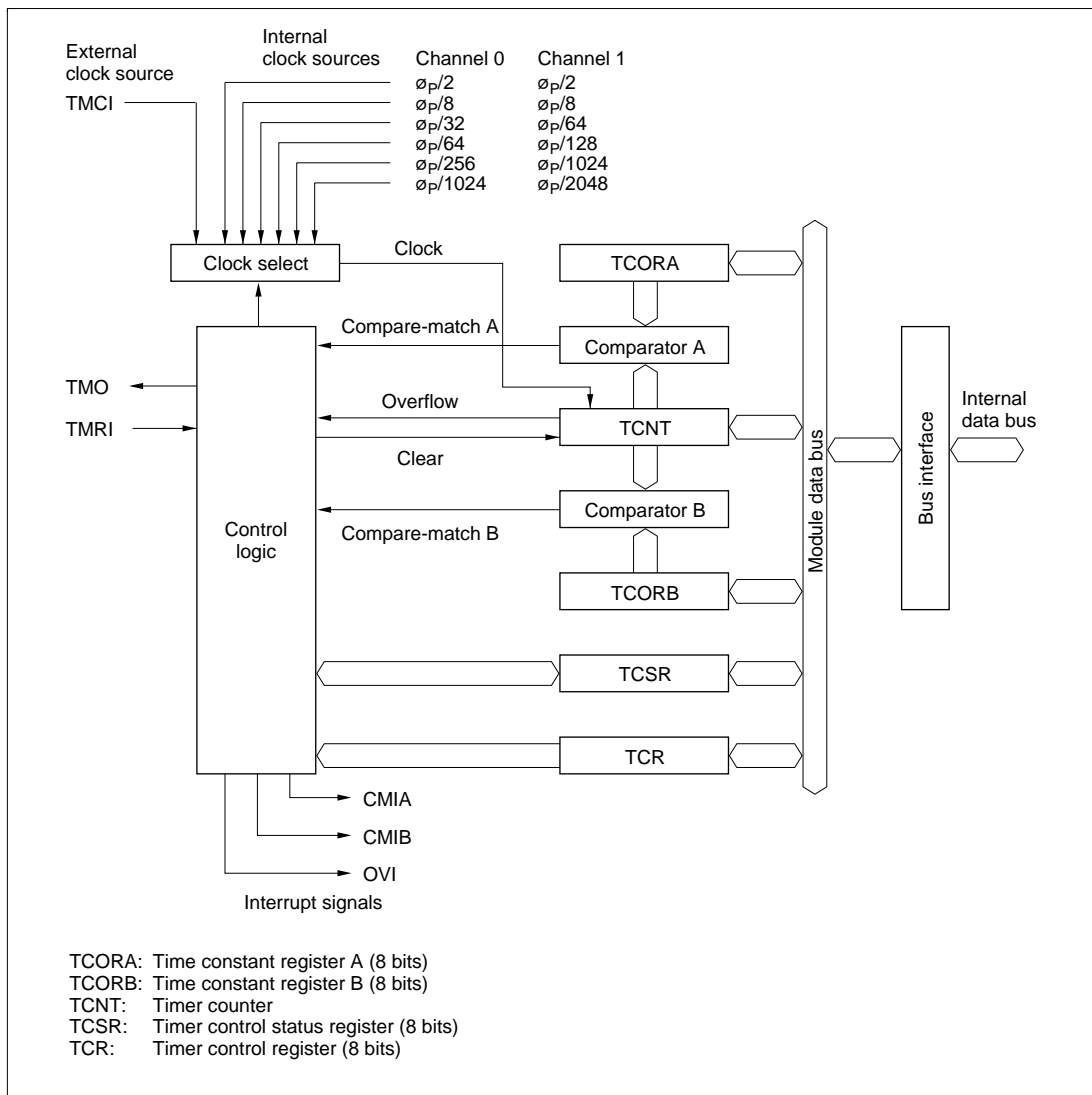 External
clock source
TMCI
Internal
clock sources
Channel 0 Channel 1
øP/2 øP/2
øP/8 øP/8
øP/32 øP/64
øP/64 øP/128
øP/256 øP/1024
øP/1024 øP/2048
Clock select
Clock
TCORA
Compare-match A
Comparator A
TMO
TMRI
Overflow
TCNT
Clear
Control
logic
Compare-match B
Comparator B
TCORB
TCSR
TCR
Module data bus
Bus interface
Internal
data bus
CMIA
CMIB
OVI
Interrupt signals
TCORA: Time constant register A (8 bits)
TCORB: Time constant register B (8 bits)
TCNT: Timer counter
TCSR: Timer control status register (8 bits)
TCR: Timer control register (8 bits)